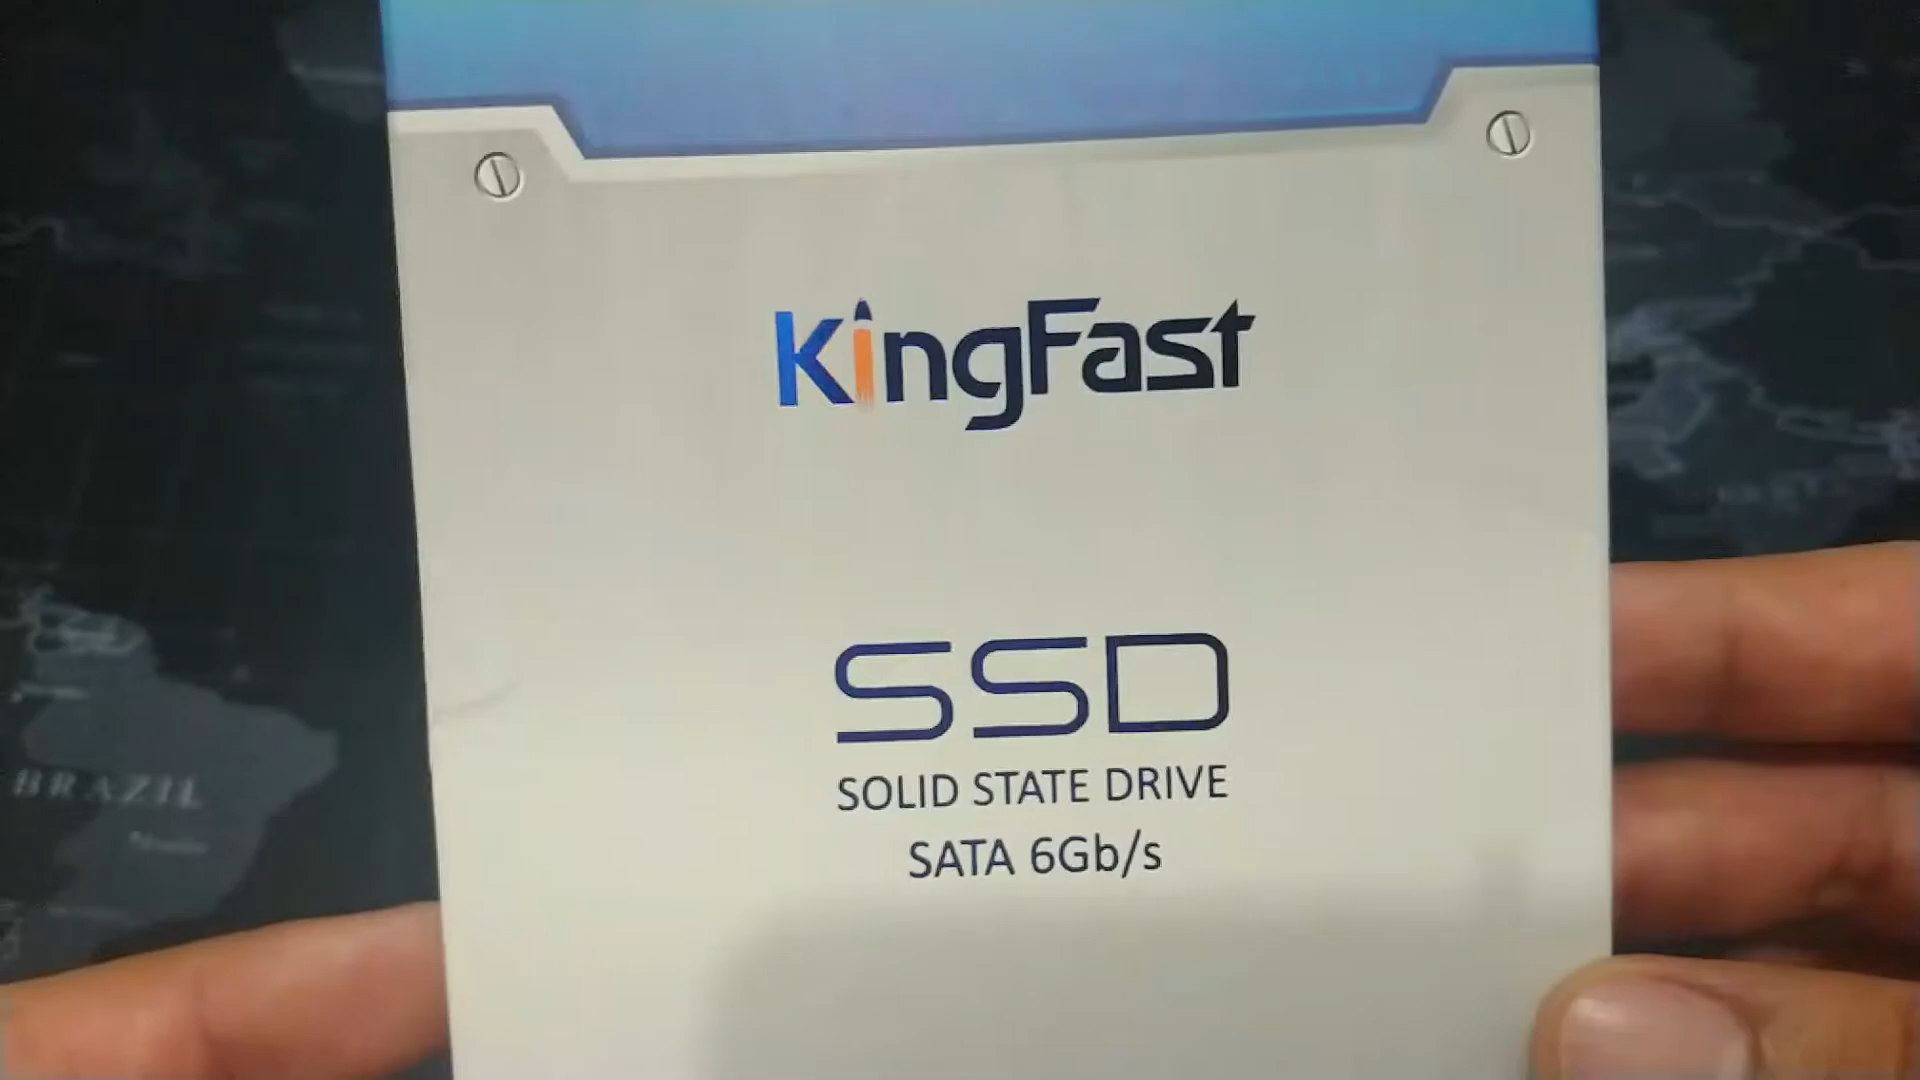 KingFast
SSD
SOLID STATE DRIVE
SATA 6Gb/s
BRAZIL